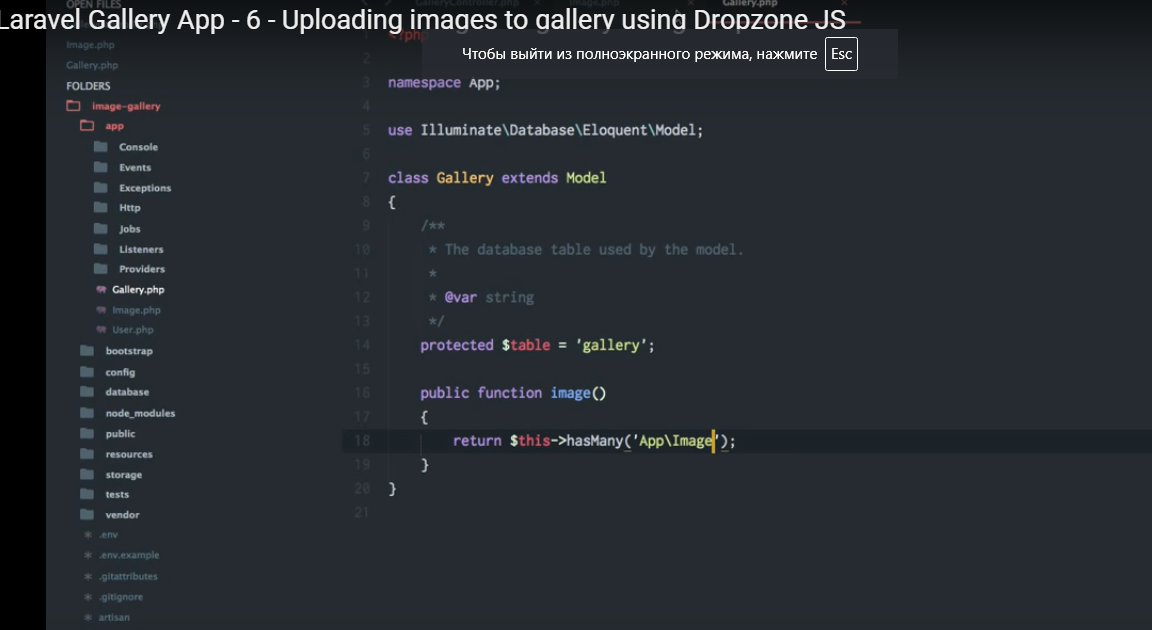 OPEN FILES
GalleryController.php
Image.php
Gallery.php
Laravel Gallery App - 6 - Uploading images to gallery using Dropzone JS
Чтобы выйти из полноэкранного режима, нажмите Esc
Image.php
Gallery.php
FOLDERS
image-gallery
app
Console
Events
Exceptions
Http
Jobs
Listeners
Providers
Gallery.php
Image.php
User.php
bootstrap
config
database
node_modules
public
resources
storage
tests
vendor
.env
.env.example
.gitattributes
.gitignore
artisan
1 <?php
2
3 namespace App;
4
5 use Illuminate\Database\Eloquent\Model;
6
7 class Gallery extends Model
8 {
9 /**
10 * The database table used by the model.
11 *
12 * @var string
13 */
14 protected $table = 'gallery';
15
16 public function image()
17 {
18 return $this->hasMany('App\Image');
19 }
20 }
21